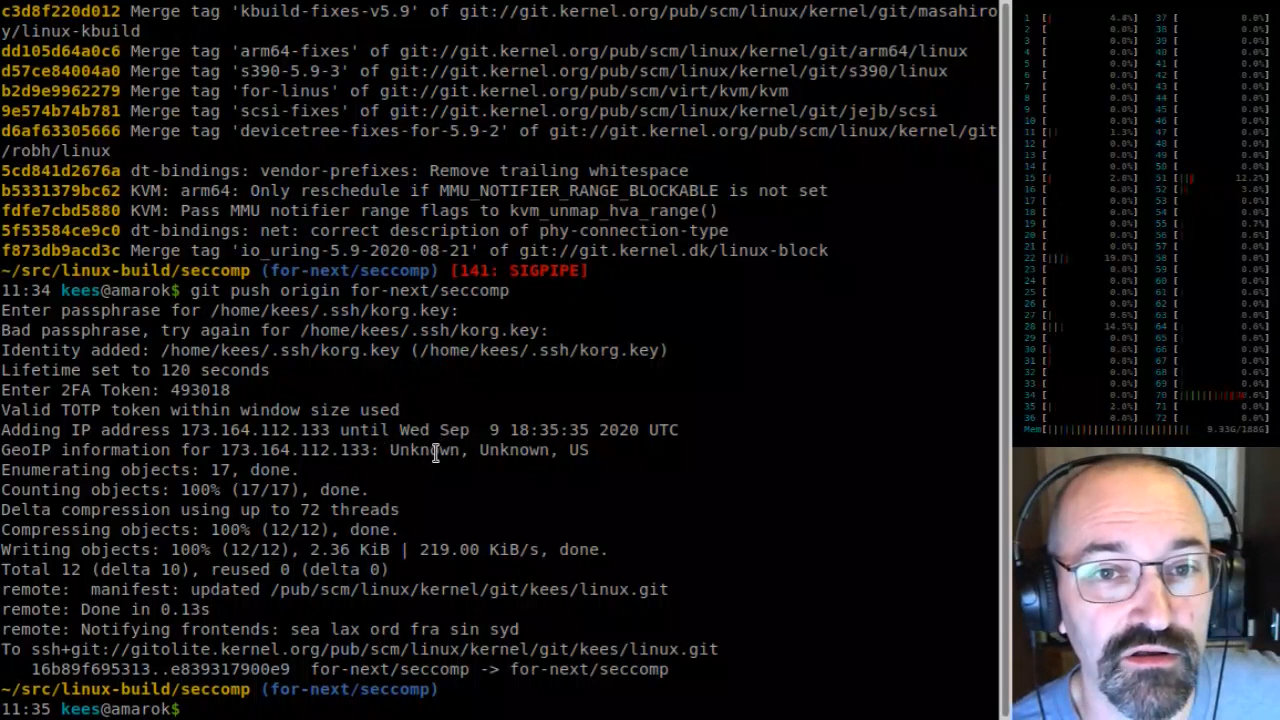 c3d8f220d012 Merge tag 'kbuild-fixes-v5.9' of git://git.kernel.org/pub/scm/linux/kernel/git/masahiro
y/linux-kbuild
dd105d64a0c6 Merge tag 'arm64-fixes' of git://git.kernel.org/pub/scm/linux/kernel/git/arm64/linux
d57ce84004a0 Merge tag 's390-5.9-3' of git://git.kernel.org/pub/scm/linux/kernel/git/s390/linux
b2d9e9962279 Merge tag 'for-linus' of git://git.kernel.org/pub/scm/virt/kvm/kvm
9e574b74b781 Merge tag 'scsi-fixes' of git://git.kernel.org/pub/scm/linux/kernel/git/jejb/scsi
d6af63305666 Merge tag 'devicetree-fixes-for-5.9-2' of git://git.kernel.org/pub/scm/linux/kernel/git
/robh/linux
5cd841d2676a dt-bindings: vendor-prefixes: Remove trailing whitespace
b5331379bc62 KVM: arm64: Only reschedule if MMU_NOTIFIER_RANGE_BLOCKABLE is not set
fdfe7cbd5880 KVM: Pass MMU notifier range flags to kvm_unmap_hva_range()
5f53584ce9c0 dt-bindings: net: correct description of phy-connection-type
f873db9acd3c Merge tag 'io_uring-5.9-2020-08-21' of git://git.kernel.dk/linux-block
~/src/linux-build/seccomp (for-next/seccomp) [141: SIGPIPE]
11:34 kees@amarok$ git push origin for-next/seccomp
Enter passphrase for /home/kees/.ssh/korg.key:
Bad passphrase, try again for /home/kees/.ssh/korg.key:
Identity added: /home/kees/.ssh/korg.key (/home/kees/.ssh/korg.key)
Lifetime set to 120 seconds
Enter 2FA Token: 493018
Valid TOTP token within window size used
Adding IP address 173.164.112.133 until Wed Sep  9 18:35:35 2020 UTC
GeoIP information for 173.164.112.133: Unknown, Unknown, US
Enumerating objects: 17, done.
Counting objects: 100% (17/17), done.
Delta compression using up to 72 threads
Compressing objects: 100% (12/12), done.
Writing objects: 100% (12/12), 2.36 KiB | 219.00 KiB/s, done.
Total 12 (delta 10), reused 0 (delta 0)
remote:  manifest: updated /pub/scm/linux/kernel/git/kees/linux.git
remote: Done in 0.13s
remote: Notifying frontends: sea lax ord fra sin syd
To ssh+git://gitolite.kernel.org/pub/scm/linux/kernel/git/kees/linux.git
   16b89f695313..e839317900e9  for-next/seccomp -> for-next/seccomp
~/src/linux-build/seccomp (for-next/seccomp)
11:35 kees@amarok$